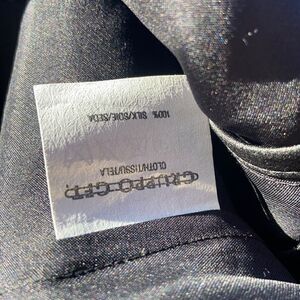 GRUPPO GFT
CLOTH/TISSU/TELA
100% SILK/SOIE/SEDA